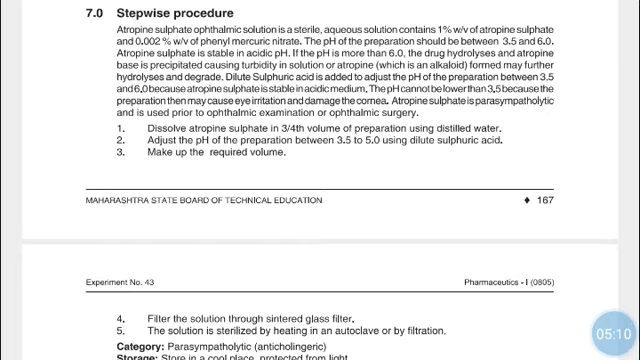 7.0 Stepwise procedure
Atropine sulphate ophthalmic solution is a sterile, aqueous solution contains 1% w/v of atropine sulphate
and 0.002 % w/v of phenyl mercuric nitrate. The pH of the preparation should be between 3.5 and 6.0.
Atropine sulphate is stable in acidic pH. If the pH is more than 6.0, the drug hydrolyses and atropine
base is precipitated causing turbidity in solution or atropine (which is an alkaloid) formed may further
hydrolyses and degrade. Dilute Sulphuric acid is added to adjust the pH of the preparation between 3.5
and 6.0 because atropine sulphate is stable in acidic medium. The pH cannot be lower than 3.5 because the
preparation then may cause eye irritation and damage the cornea. Atropine sulphate is parasympatholytic
and is used prior to ophthalmic examination or ophthalmic surgery.
1. Dissolve atropine sulphate in 3/4th volume of preparation using distilled water.
2. Adjust the pH of the preparation between 3.5 to 5.0 using dilute sulphuric acid.
3. Make up the required volume.
MAHARASHTRA STATE BOARD OF TECHNICAL EDUCATION ♦ 167
Experiment No. 43 Pharmaceutics - I (0805)
4. Filter the solution through sintered glass filter.
5. The solution is sterilized by heating in an autoclave or by filtration.
05:10
Category: Parasympatholytic (anticholingeric)
Storage: Store in a cool place, protected from light